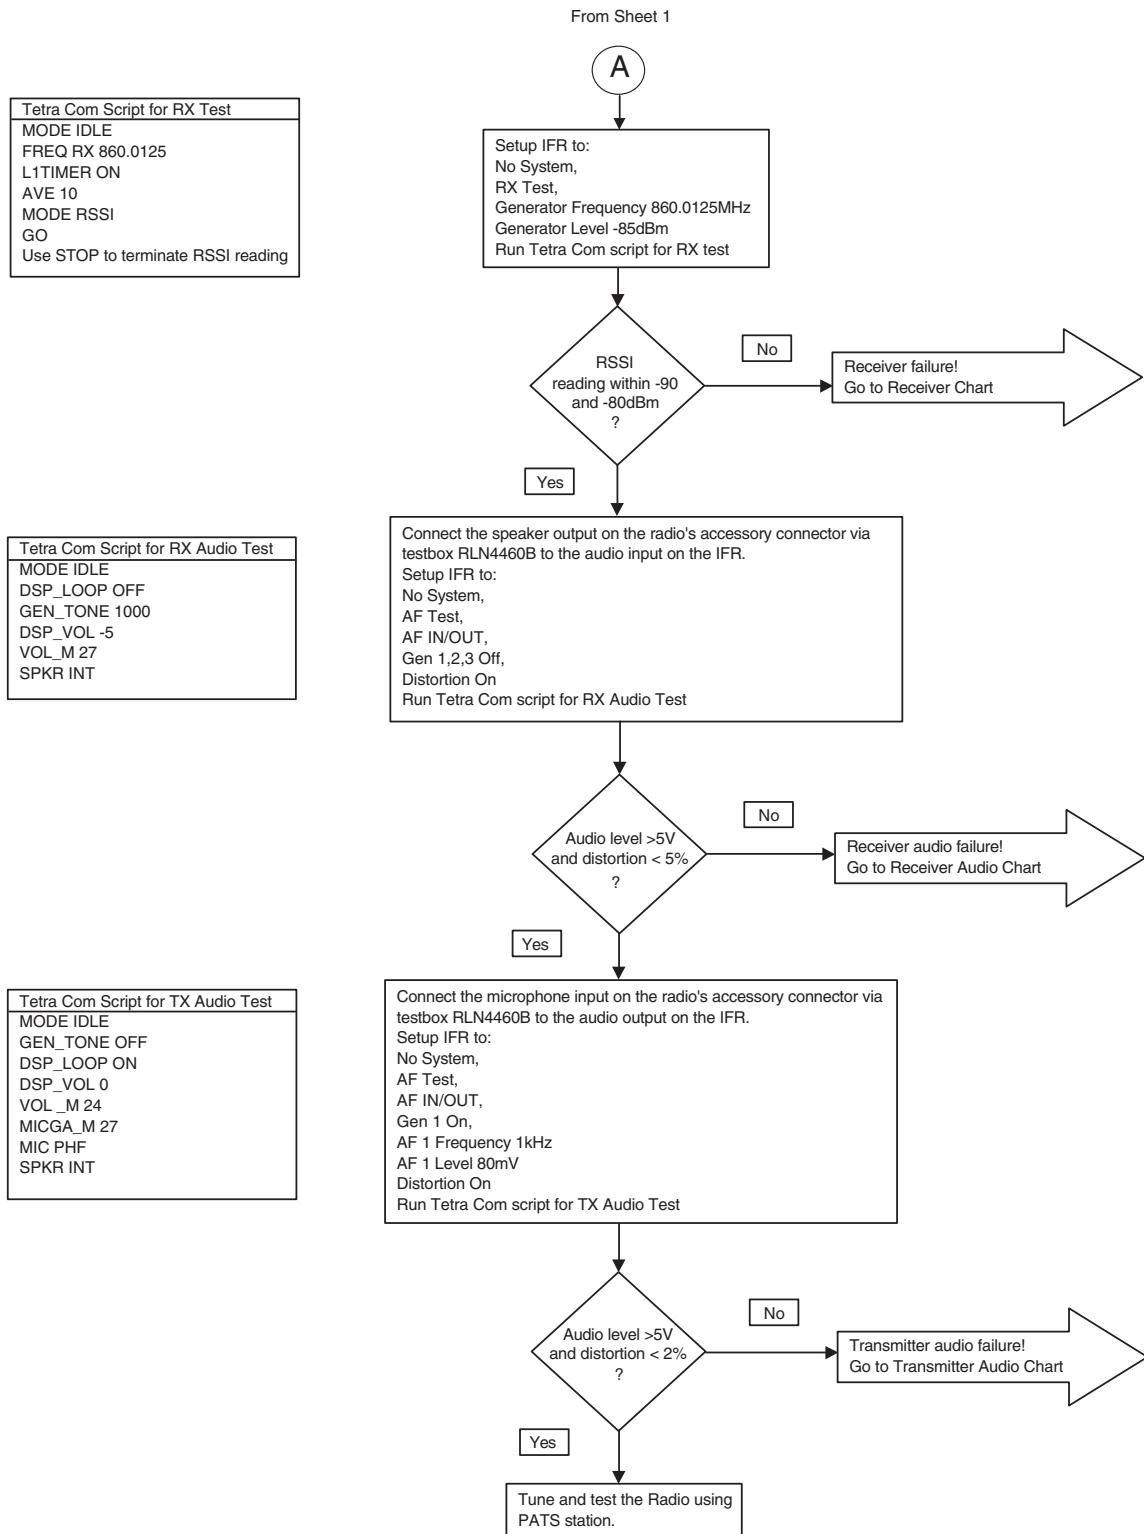 From Sheet 1
A
Tetra Com Script for RX Test
MODE IDLE
FREQ RX 860.0125
L1TIMER ON
AVE 10
MODE RSSI
GO
Use STOP to terminate RSSI reading
Setup IFR to:
No System,
RX Test,
Generator Frequency 860.0125MHz
Generator Level -85dBm
Run Tetra Com script for RX test
RSSI
reading within -90
and -80dBm
?
No
Receiver failure!
Go to Receiver Chart
Yes
Tetra Com Script for RX Audio Test
MODE IDLE
DSP_LOOP OFF
GEN_TONE 1000
DSP_VOL -5
VOL_M 27
SPKR INT
Connect the speaker output on the radio's accessory connector via
testbox RLN4460B to the audio input on the IFR.
Setup IFR to:
No System,
AF Test,
AF IN/OUT,
Gen 1,2,3 Off,
Distortion On
Run Tetra Com script for RX Audio Test
Audio level >5V
and distortion < 5%
?
No
Receiver audio failure!
Go to Receiver Audio Chart
Yes
Tetra Com Script for TX Audio Test
MODE IDLE
GEN_TONE OFF
DSP_LOOP ON
DSP_VOL 0
VOL _M 24
MICGA_M 27
MIC PHF
SPKR INT
Connect the microphone input on the radio's accessory connector via
testbox RLN4460B to the audio output on the IFR.
Setup IFR to:
No System,
AF Test,
AF IN/OUT,
Gen 1 On,
AF 1 Frequency 1kHz
AF 1 Level 80mV
Distortion On
Run Tetra Com script for TX Audio Test
Audio level >5V
and distortion < 2%
?
No
Transmitter audio failure!
Go to Transmitter Audio Chart
Yes
Tune and test the Radio using
PATS station.